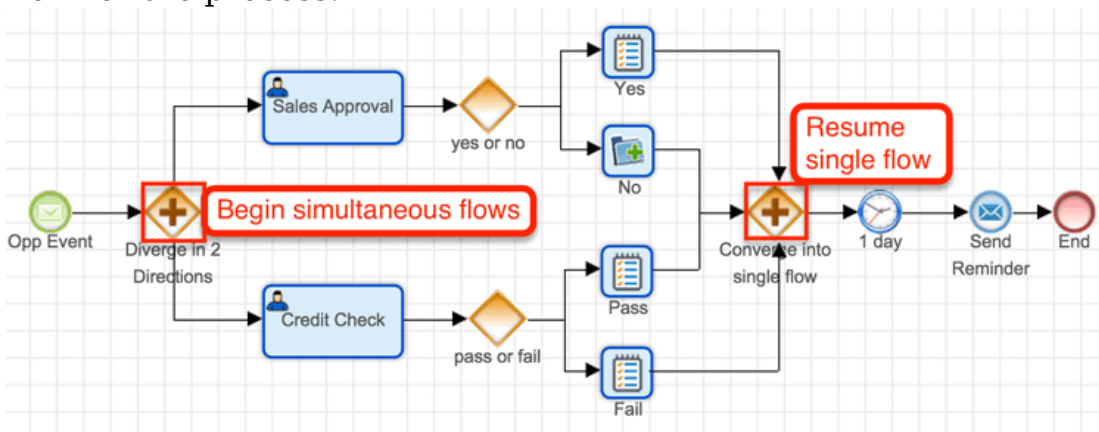 Sales Approval
yes or no
Yes
No
Resume
single flow
Opp Event
Begin simultaneous flows
Diverge in 2
Directions
Converge into
single flow
1 day
Send
Reminder
End
Credit Check
pass or fail
Pass
Fail